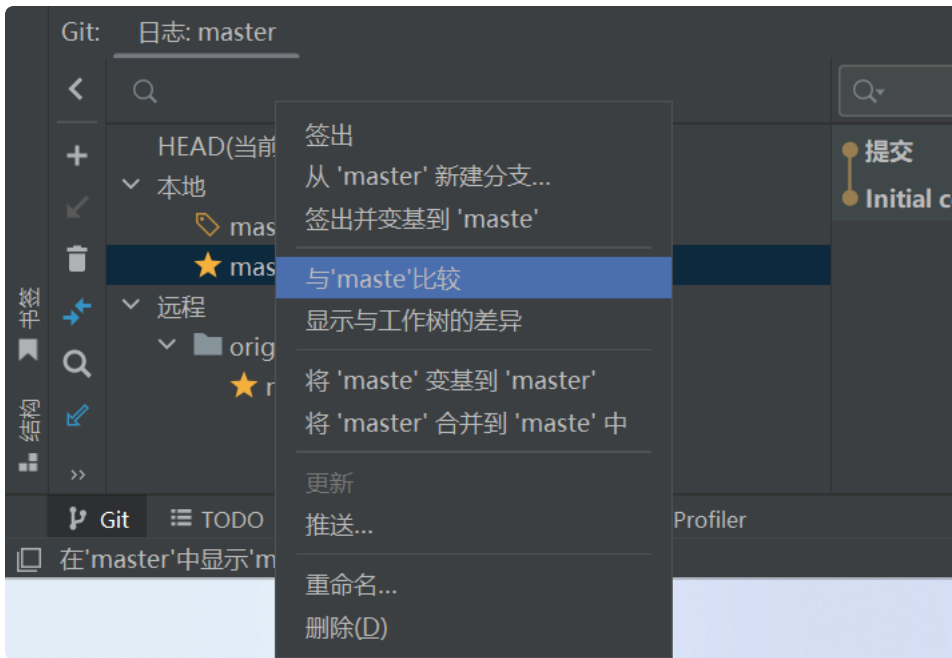 Git: 日志: master
HEAD(当前
本地
mas
mas
远程
orig
签出
从 'master' 新建分支...
签出并变基到 'maste'
与'maste'比较
显示与工作树的差异
将 'maste' 变基到 'master'
将 'master' 合并到 'maste' 中
更新
推送...
重命名...
删除(D)
提交
Initial c
书签
结构
Git TODO Profiler
在'master'中显示'm